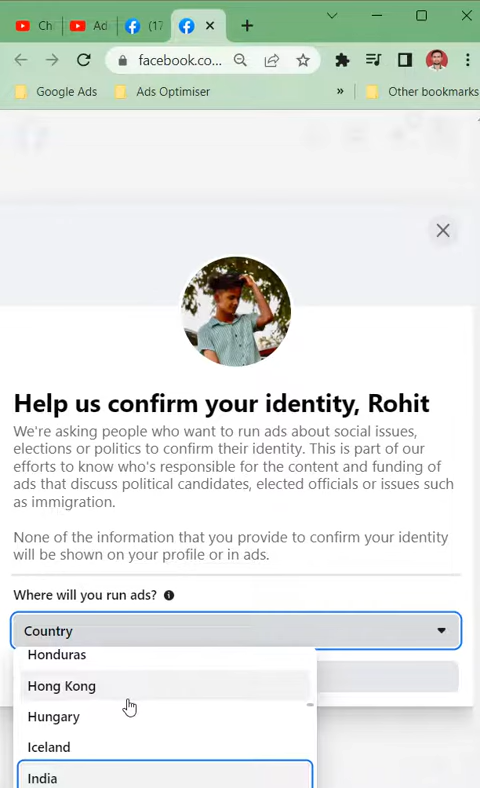 Ch
Ad
(17
facebook.co...
Google Ads
Ads Optimiser
»
Other bookmarks
Help us confirm your identity, Rohit
We're asking people who want to run ads about social issues,
elections or politics to confirm their identity. This is part of our
efforts to know who's responsible for the content and funding of
ads that discuss political candidates, elected officials or issues such
as immigration.
None of the information that you provide to confirm your identity
will be shown on your profile or in ads.
Where will you run ads?
Country
Honduras
Hong Kong
Hungary
Iceland
India